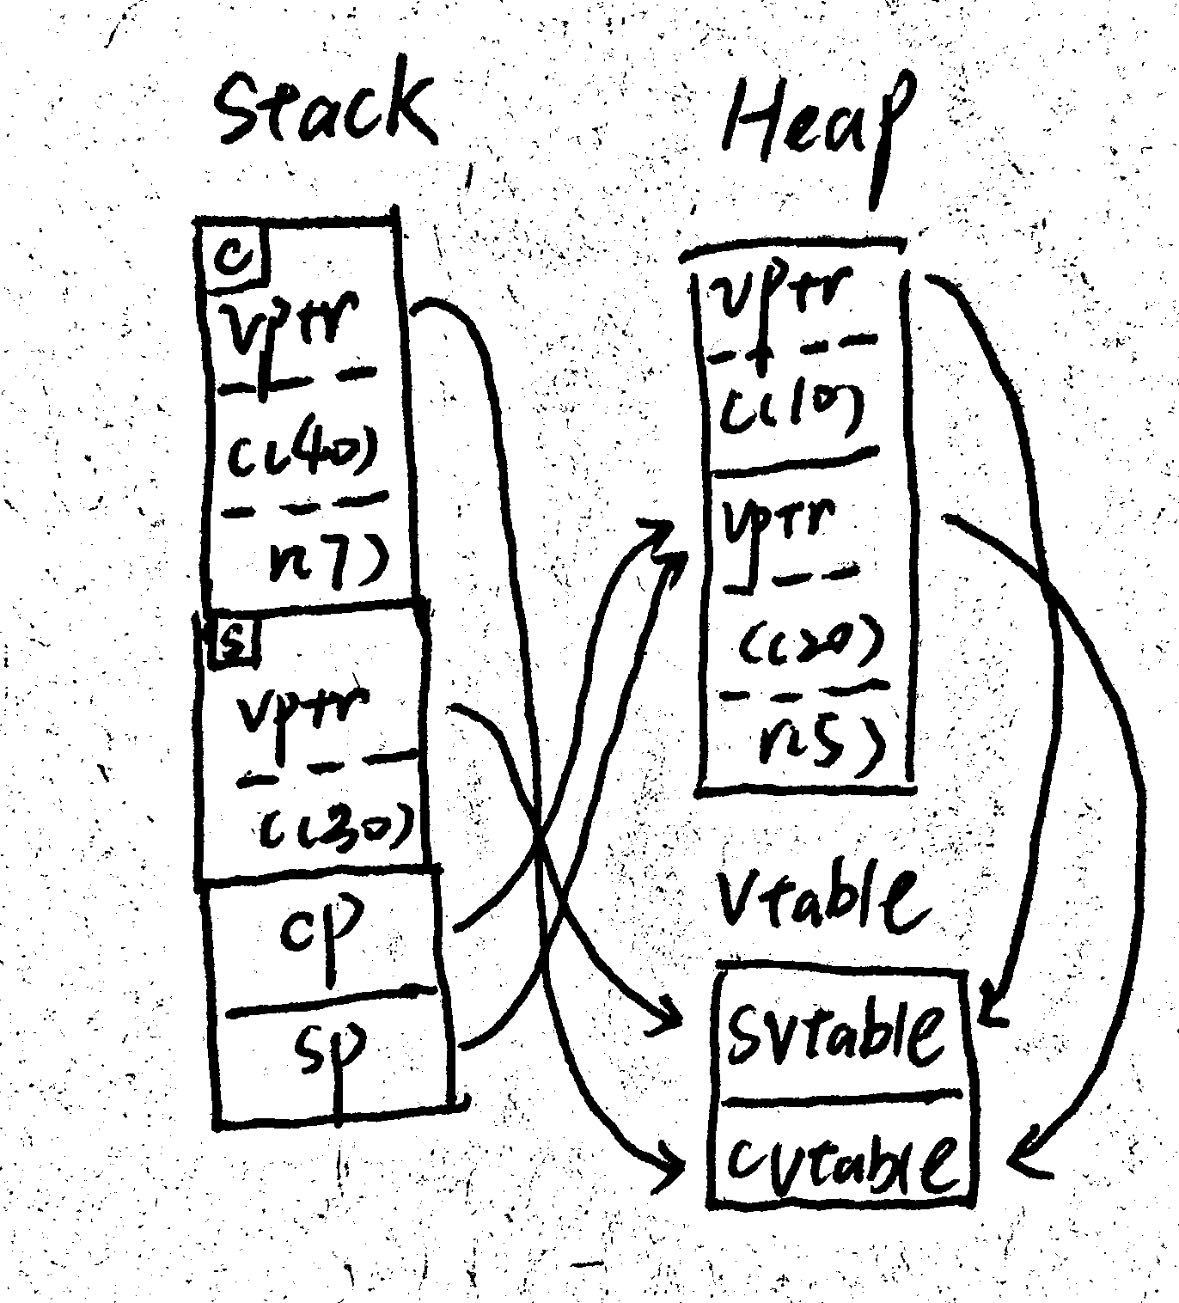 Stack
C
vptr
c(40)
r(7)
S
vptr
c(30)
cp
sp
Heap
vptr
c(10)
vptr
c(20)
r(5)
Vtable
svtable
cvtable